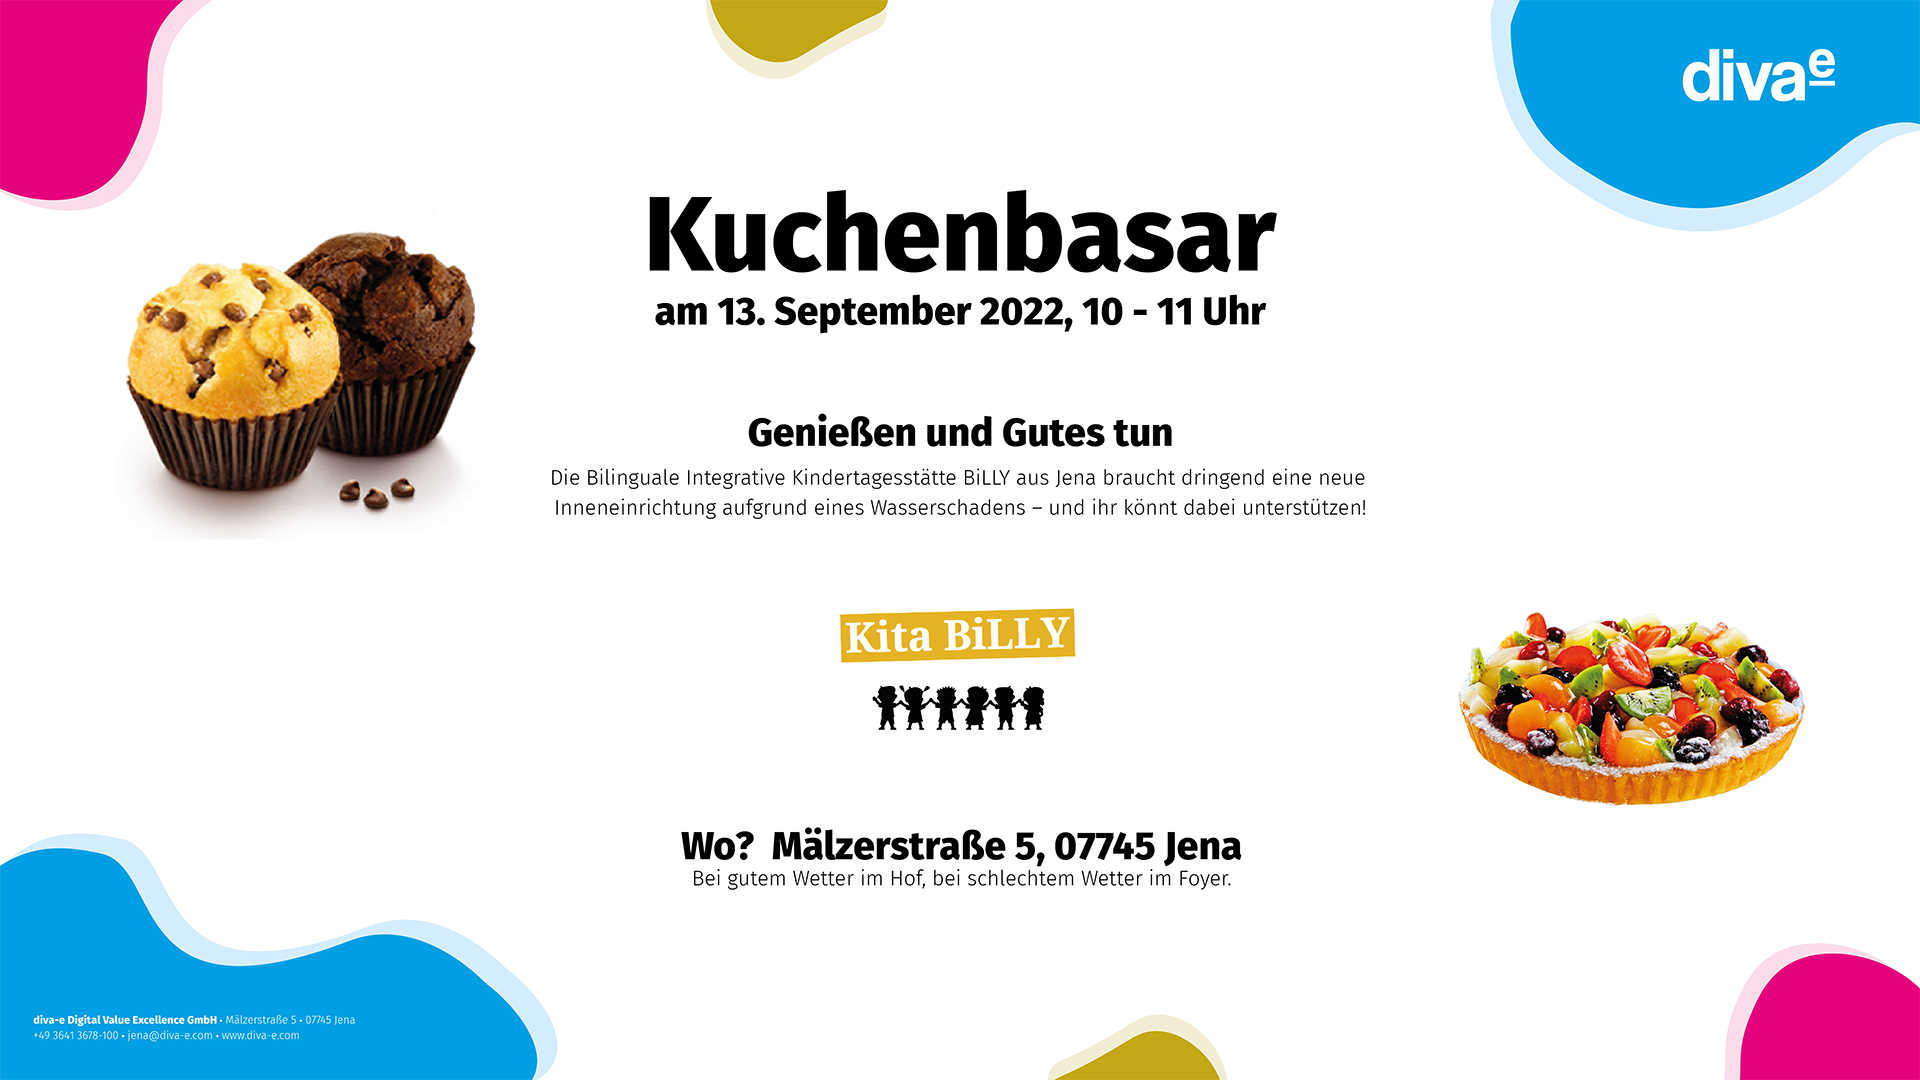 divae
Kuchenbasar
am 13. September 2022, 10 - 11 Uhr
Genießen und Gutes tun
Die Bilinguale Integrative Kindertagesstätte BiLLY aus Jena braucht dringend eine neue
Inneneinrichtung aufgrund eines Wasserschadens – und ihr könnt dabei unterstützen!
Kita BiLLY
Wo? Mälzerstraße 5, 07745 Jena
Bei gutem Wetter im Hof, bei schlechtem Wetter im Foyer.
diva-e Digital Value Excellence GmbH • Mälzerstraße 5 • 07745 Jena
+49 3641 3678-100 • jena@diva-e.com • www.diva-e.com